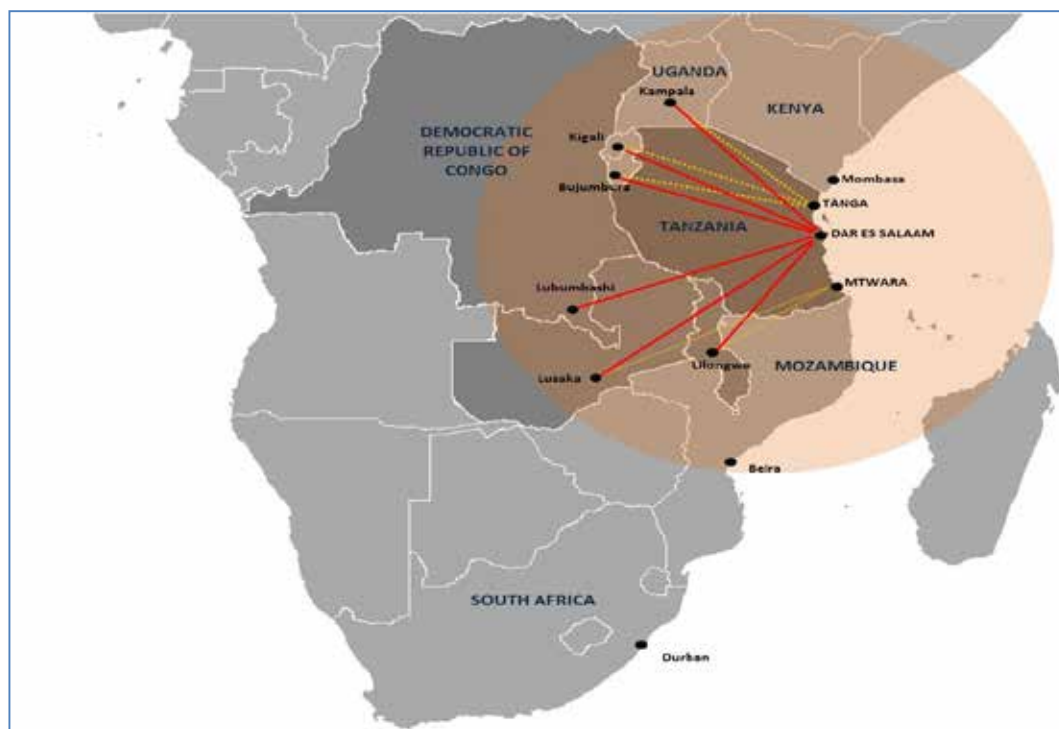 UGANDA
Kampala
KENYA
DEMOCRATIC
REPUBLIC OF
CONGO
Kigali
Bujumbura
Mombasa
TANGA
TANZANIA
DAR ES SALAAM
MTWARA
Lubumbashi
Lilongwe
MOZAMBIQUE
Lusaka
Beira
SOUTH AFRICA
Durban